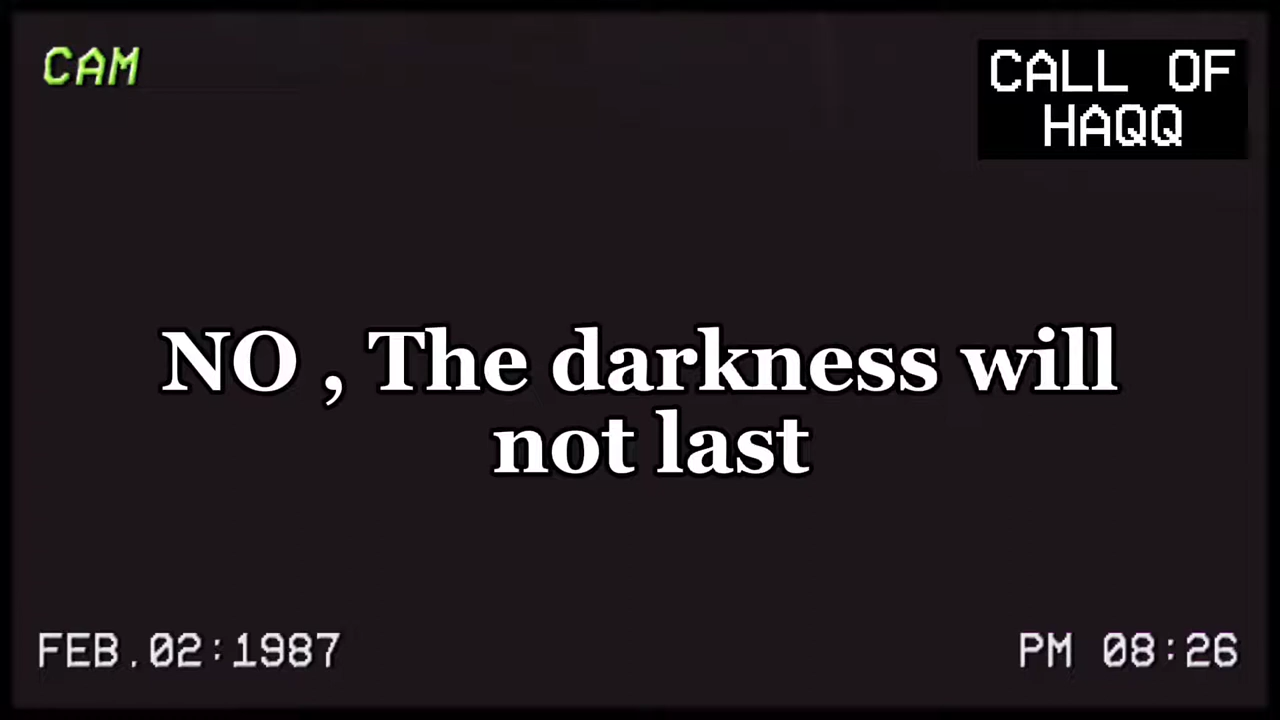 CAM
CALL OF
HAQQ
NO , The darkness will
not last
FEB.02:1987
PM 08:26